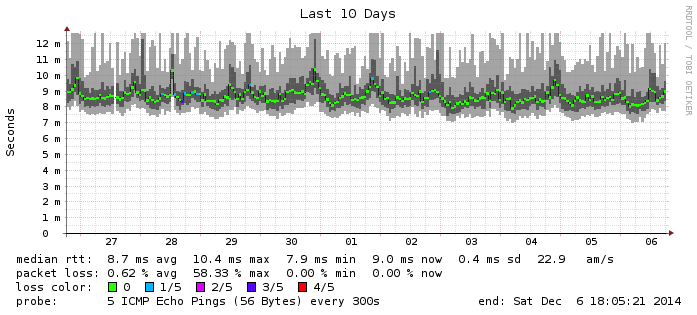 Last 10 Days
RRDTOOL / TOBI OETIKER
Seconds
12 m
11 m
10 m
9 m
8 m
7 m
6 m
5 m
4 m
3 m
2 m
1 m
0
27 28 29 30 01 02 03 04 05 06
median rtt: 8.7 ms avg 10.4 ms max 7.9 ms min 9.0 ms now 0.4 ms sd 22.9 am/s
packet loss: 0.62 % avg 58.33 % max 0.00 % min 0.00 % now
loss color: 0 1/5 2/5 3/5 4/5
probe: 5 ICMP Echo Pings (56 Bytes) every 300s end: Sat Dec 6 18:05:21 2014